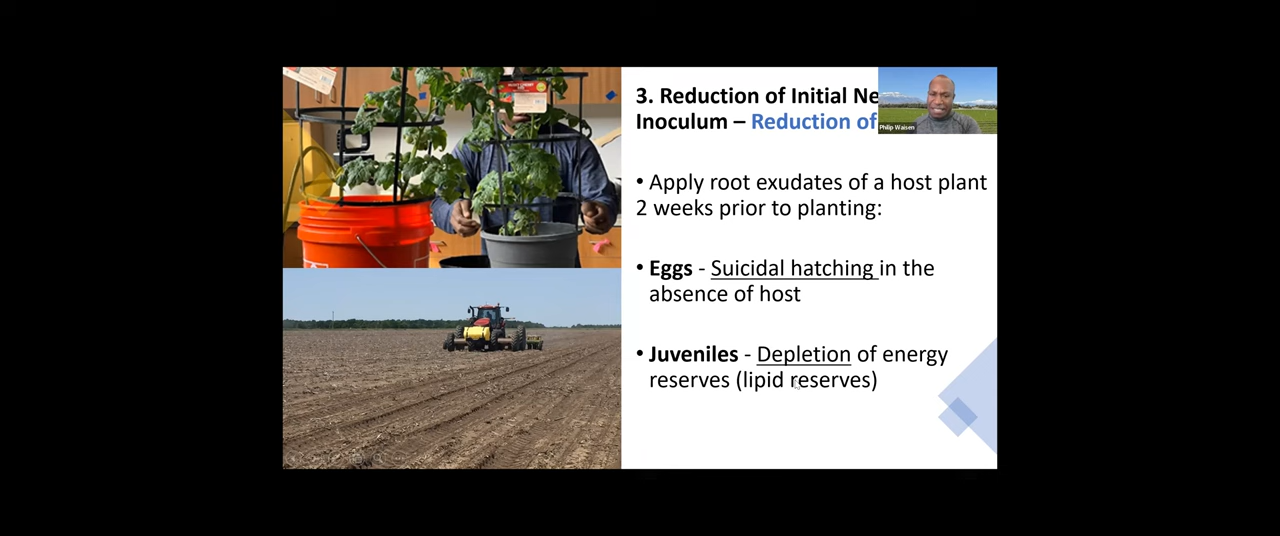 3. Reduction of Initial Ne
Inoculum – Reduction of
Philip Waisen
• Apply root exudates of a host plant
2 weeks prior to planting:
• Eggs - Suicidal hatching in the
absence of host
• Juveniles - Depletion of energy
reserves (lipid reserves)